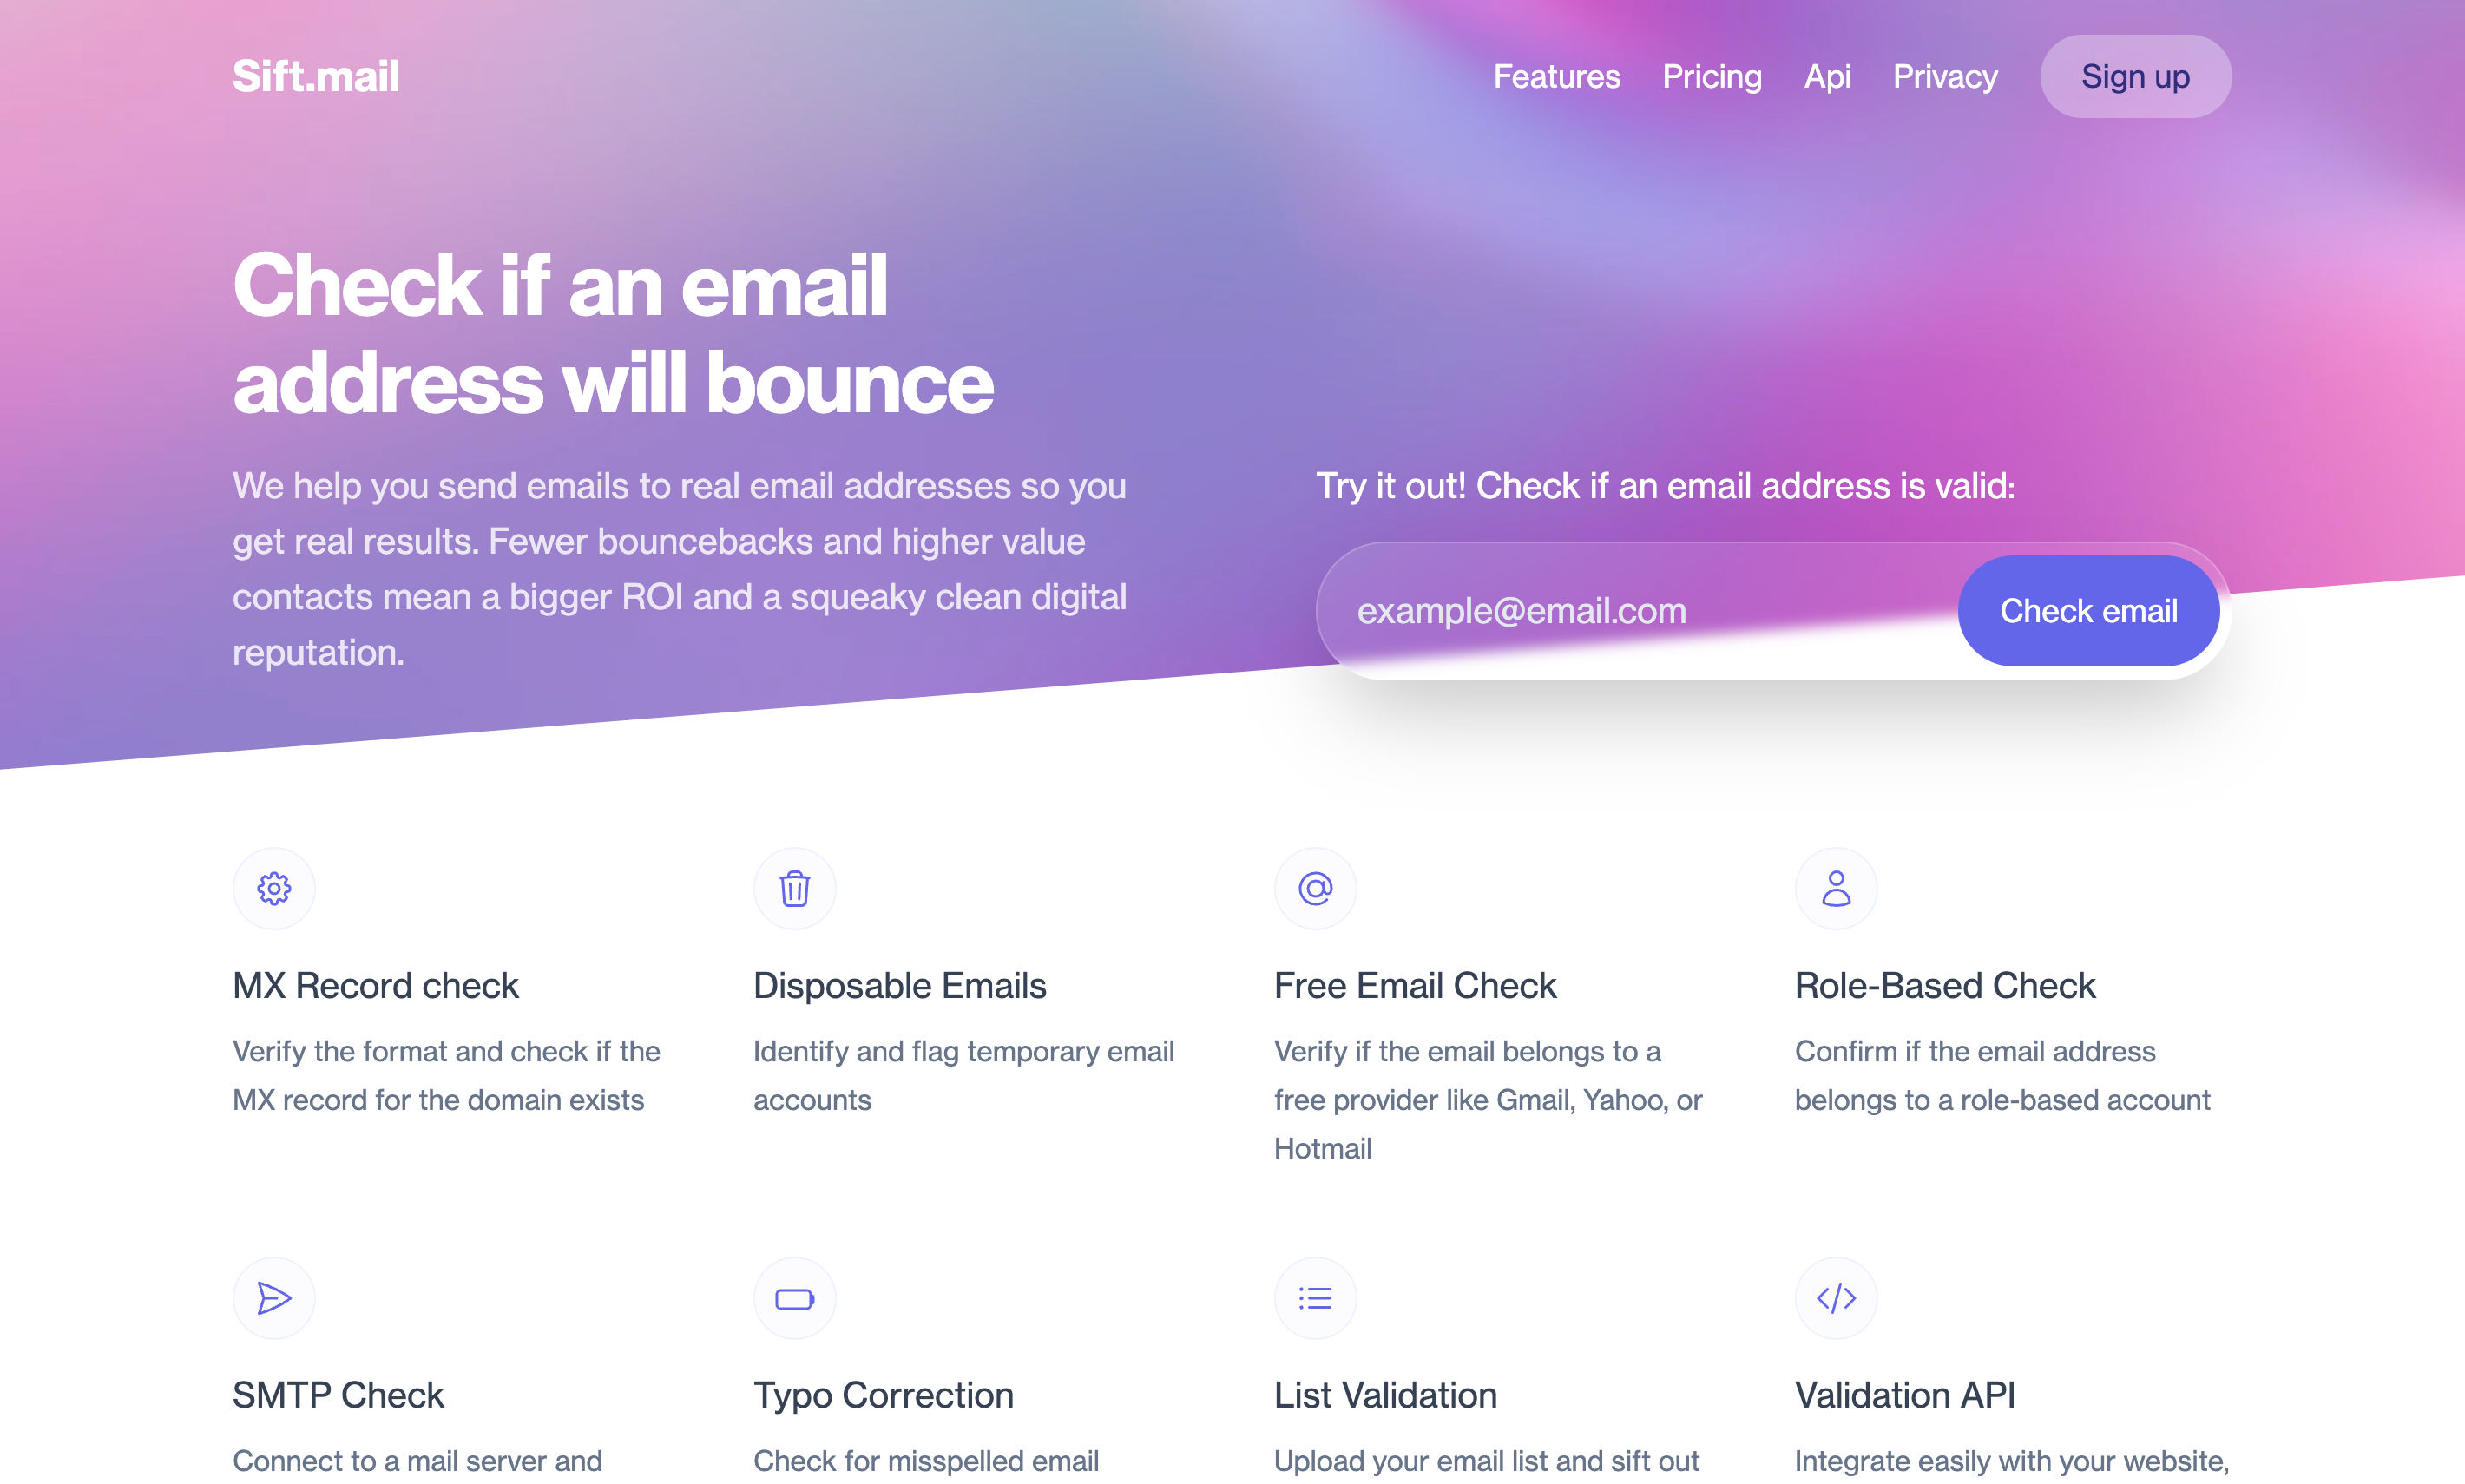 Sift.mail
Features
Pricing
Api
Privacy
Sign up
Check if an email
address will bounce
We help you send emails to real email addresses so you
get real results. Fewer bouncebacks and higher value
contacts mean a bigger ROI and a squeaky clean digital
reputation.
Try it out! Check if an email address is valid:
example@email.com
Check email
MX Record check
Verify the format and check if the
MX record for the domain exists
Disposable Emails
Identify and flag temporary email
accounts
Free Email Check
Verify if the email belongs to a
free provider like Gmail, Yahoo, or
Hotmail
Role-Based Check
Confirm if the email address
belongs to a role-based account
SMTP Check
Connect to a mail server and
Typo Correction
Check for misspelled email
List Validation
Upload your email list and sift out
Validation API
Integrate easily with your website,